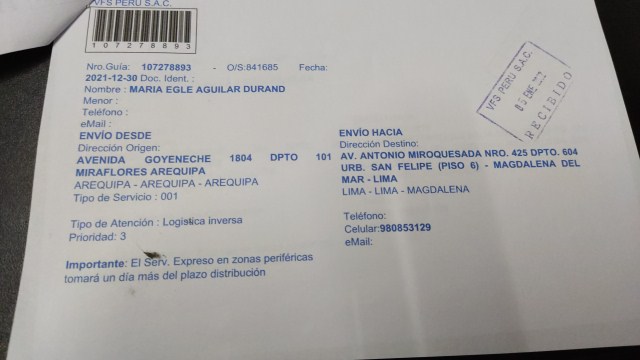 VFS PERU S.A.C.
107278893
Nro.Guía: 107278893 - O/S:841685 Fecha:
2021-12-30 Doc. Ident. :
Nombre : MARIA EGLE AGUILAR DURAND
Menor :
Teléfono :
eMail :
ENVÍO DESDE
Dirección Origen:
AVENIDA GOYENECHE 1804 DPTO 101
MIRAFLORES AREQUIPA
AREQUIPA - AREQUIPA - AREQUIPA
Tipo de Servicio : 001
Tipo de Atención : Logistica inversa
Prioridad: 3
Importante: El Serv. Expreso en zonas periféricas
tomará un día más del plazo distribución
ENVÍO HACIA
Dirección Destino:
AV. ANTONIO MIROQUESADA NRO. 425 DPTO. 604
URB. SAN FELIPE (PISO 6) - MAGDALENA DEL
MAR - LIMA
LIMA - LIMA - MAGDALENA
Teléfono:
Celular:980853129
eMail:
VFS PERU S.A.C.
ENE
RECIBIDO